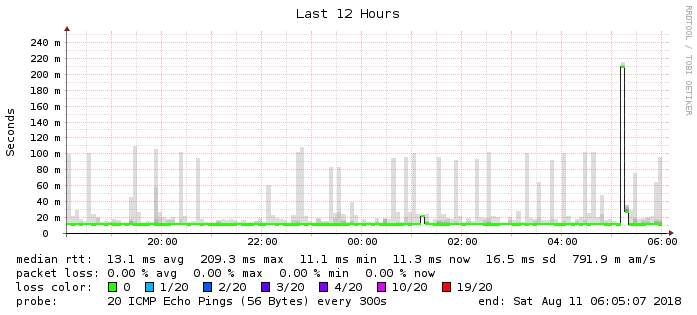 Last 12 Hours
RRDTOOL / TOBI OETIKER
Seconds
240 m
220 m
200 m
180 m
160 m
140 m
120 m
100 m
80 m
60 m
40 m
20 m
0
20:00 22:00 00:00 02:00 04:00 06:00
median rtt: 13.1 ms avg 209.3 ms max 11.1 ms min 11.3 ms now 16.5 ms sd 791.9 m am/s
packet loss: 0.00 % avg 0.00 % max 0.00 % min 0.00 % now
loss color: 0 1/20 2/20 3/20 4/20 10/20 19/20
probe: 20 ICMP Echo Pings (56 Bytes) every 300s end: Sat Aug 11 06:05:07 2018